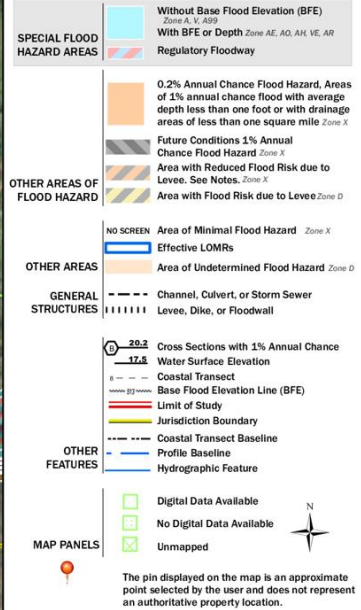 SPECIAL FLOOD
HAZARD AREAS
Without Base Flood Elevation (BFE)
Zone A, V, A99
With BFE or Depth Zone AE, AO, AH, VE, AR
Regulatory Floodway
OTHER AREAS OF
FLOOD HAZARD
0.2% Annual Chance Flood Hazard, Areas
of 1% annual chance flood with average
depth less than one foot or with drainage
areas of less than one square mile Zone X
Future Conditions 1% Annual
Chance Flood Hazard Zone X
Area with Reduced Flood Risk due to
Levee. See Notes. Zone X
Area with Flood Risk due to Levee Zone D
OTHER AREAS
NO SCREEN Area of Minimal Flood Hazard Zone X
Effective LOMRs
Area of Undetermined Flood Hazard Zone D
GENERAL
STRUCTURES
Channel, Culvert, or Storm Sewer
Levee, Dike, or Floodwall
OTHER
FEATURES
B 20.2 Cross Sections with 1% Annual Chance
17.5 Water Surface Elevation
8 Coastal Transect
513 Base Flood Elevation Line (BFE)
Limit of Study
Jurisdiction Boundary
Coastal Transect Baseline
Profile Baseline
Hydrographic Feature
MAP PANELS
Digital Data Available
No Digital Data Available
Unmapped
N
The pin displayed on the map is an approximate
point selected by the user and does not represent
an authoritative property location.